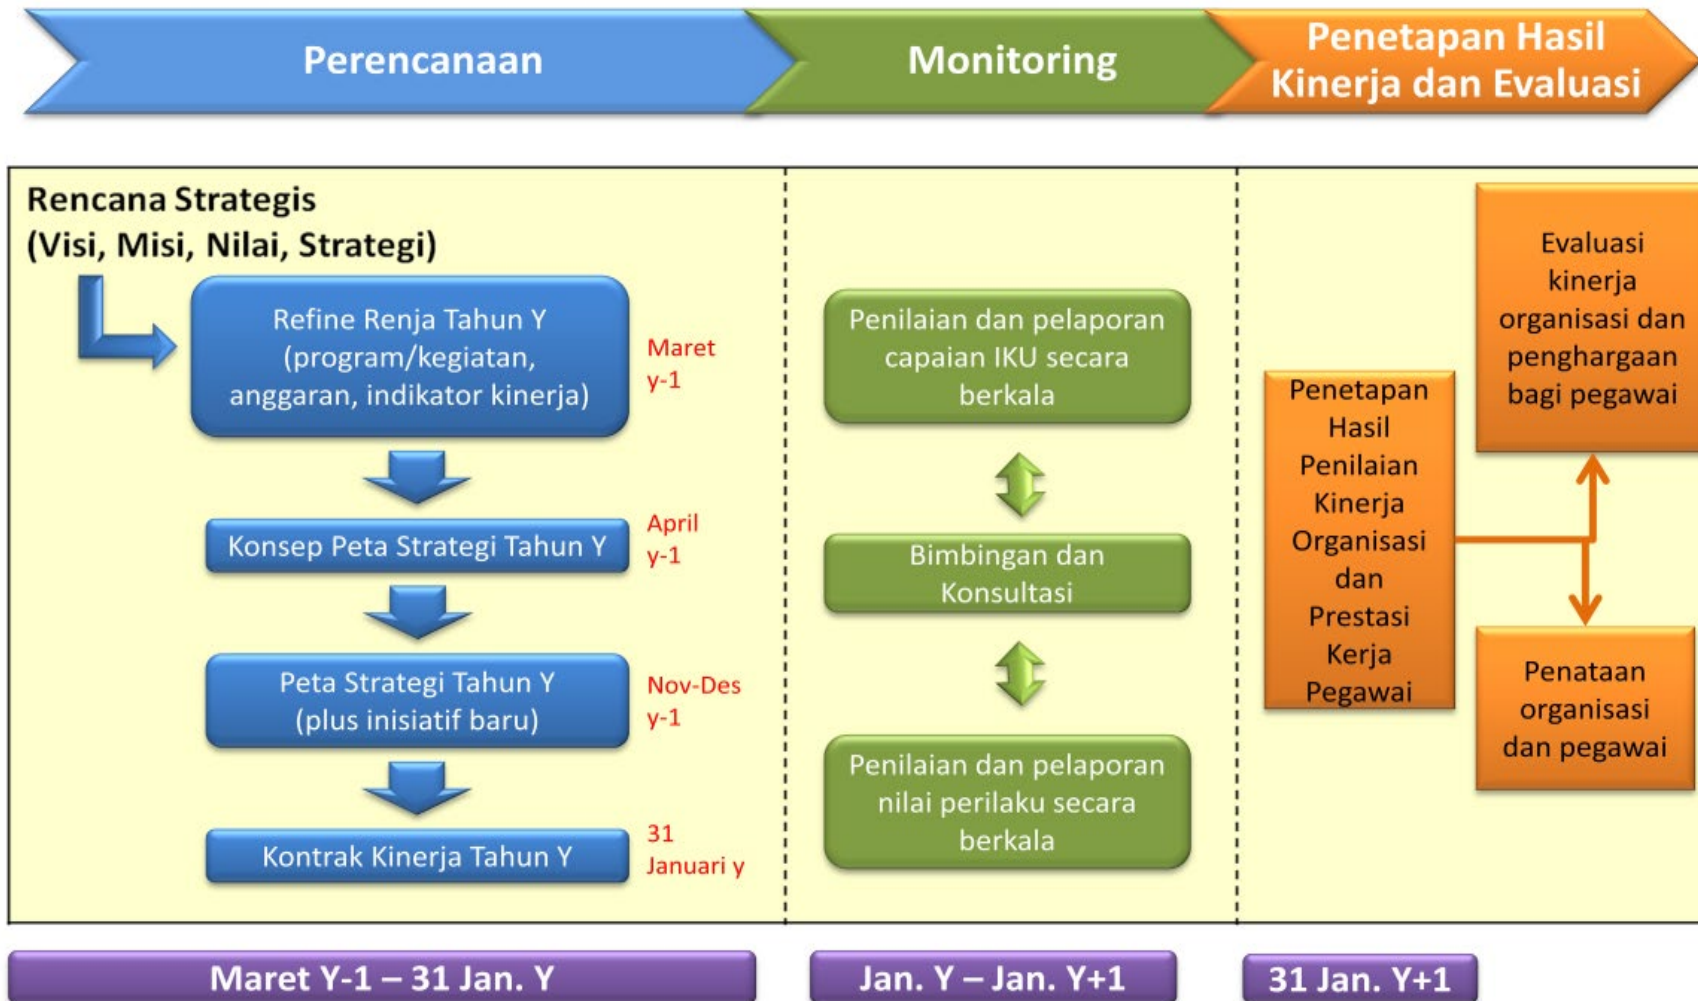 Perencanaan
Monitoring
Penetapan Hasil
Kinerja dan Evaluasi
Rencana Strategis
(Visi, Misi, Nilai, Strategi)
Refine Renja Tahun Y
(program/kegiatan,
anggaran, indikator kinerja)
Maret
y-1
Konsep Peta Strategi Tahun Y
April
y-1
Peta Strategi Tahun Y
(plus inisiatif baru)
Nov-Des
y-1
Kontrak Kinerja Tahun Y
31
Januari y
Penilaian dan pelaporan
capaian IKU secara
berkala
Bimbingan dan
Konsultasi
Penilaian dan pelaporan
nilai perilaku secara
berkala
Penetapan
Hasil
Penilaian
Kinerja
Organisasi
dan
Prestasi
Kerja
Pegawai
Evaluasi
kinerja
organisasi dan
penghargaan
bagi pegawai
Penataan
organisasi
dan pegawai
Maret Y-1 – 31 Jan. Y
Jan. Y – Jan. Y+1
31 Jan. Y+1